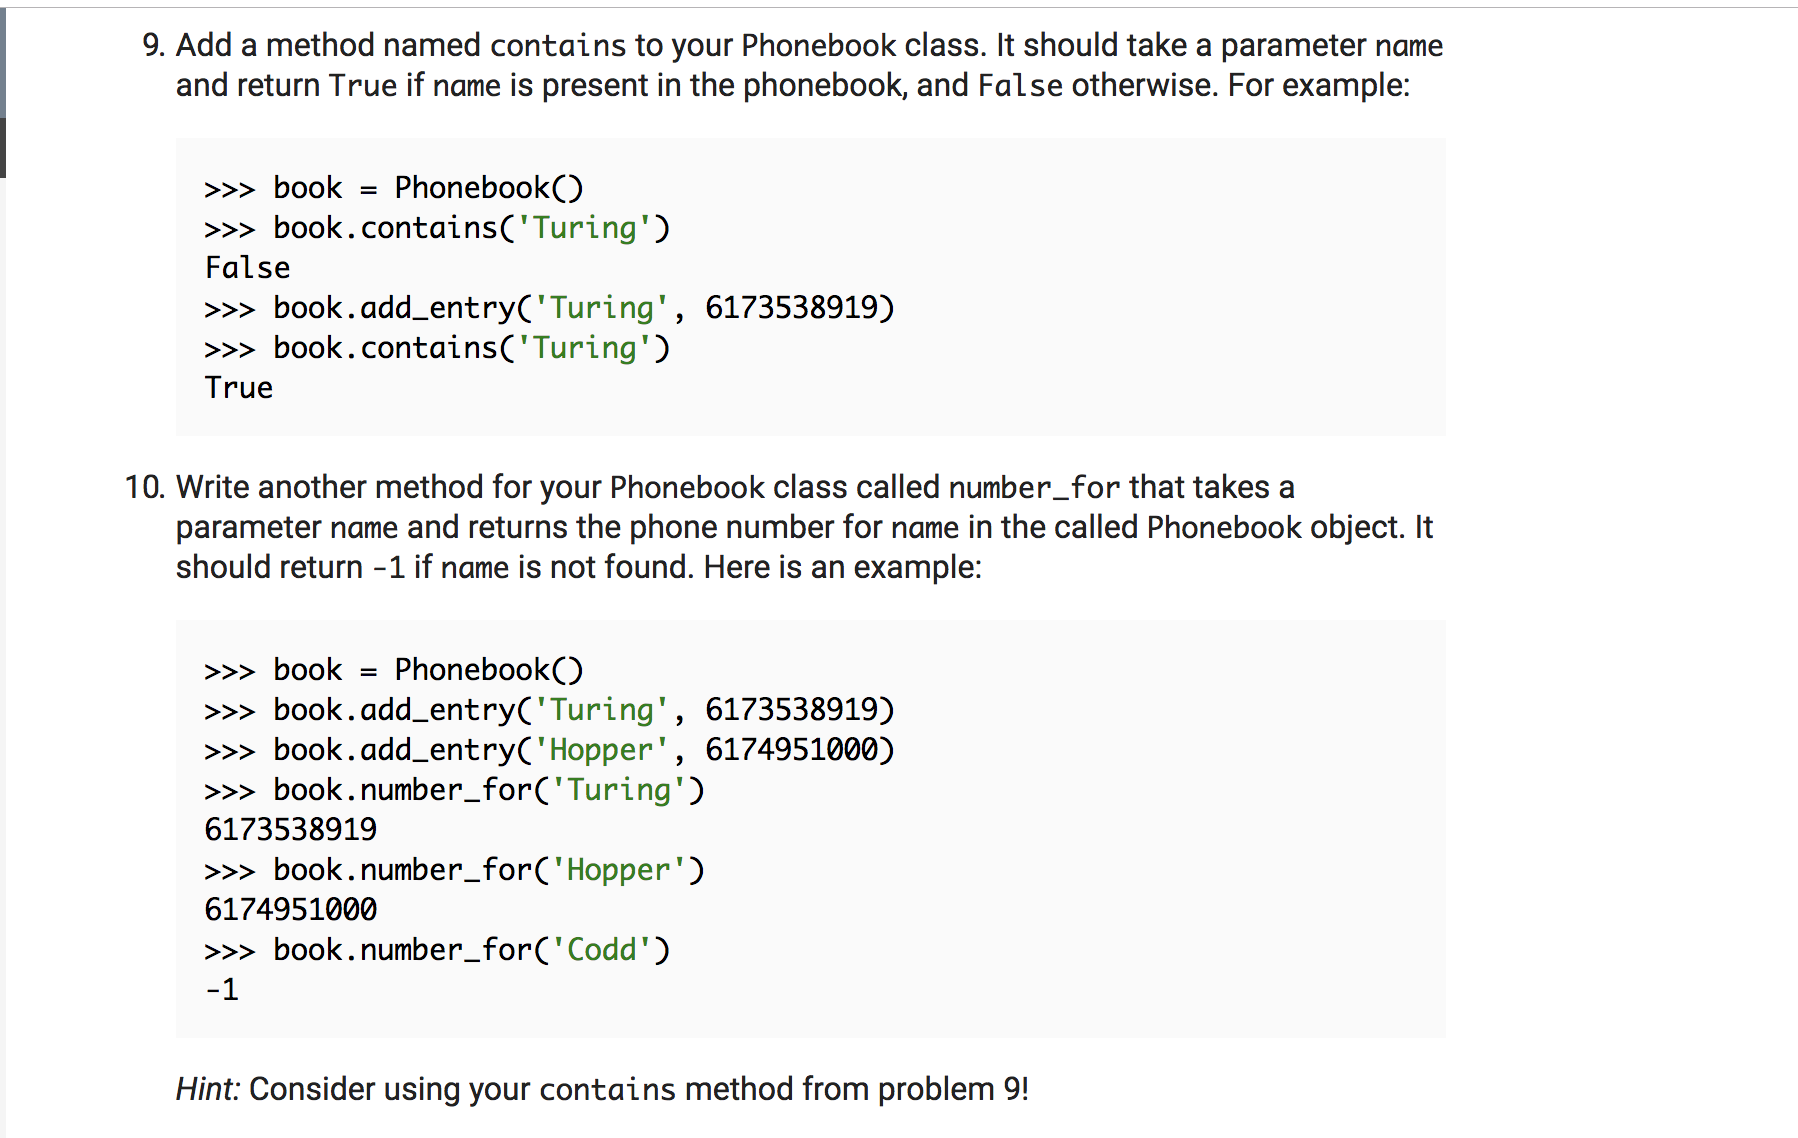 9. Add a method named contains to your Phonebook class. It should take a parameter name
and return True if name is present in the phonebook, and False otherwise. For example:
>>> book = Phonebook()
>>> book.contains('Turing')
False
>>> book.add_entry('Turing', 6173538919)
>>> book.contains('Turing')
True
10. Write another method for your Phonebook class called number_for that takes a
parameter name and returns the phone number for name in the called Phonebook object. It
should return -1 if name is not found. Here is an example:
>>> book = Phonebook()
>>> book.add_entry('Turing', 6173538919)
>>> book.add_entry('Hopper', 6174951000)
>>> book.number_for('Turing')
6173538919
>>> book.number_for('Hopper')
6174951000
>>> book.number_for('Codd')
-1
Hint: Consider using your contains method from problem 9!